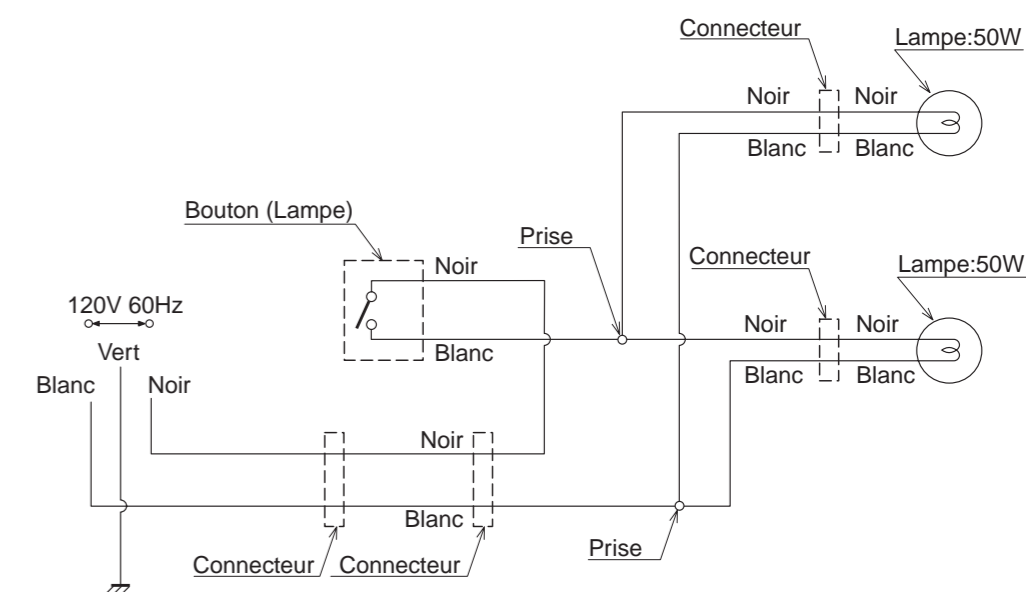 Connecteur
Lampe:50W
Noir
Noir
Blanc
Blanc
Bouton (Lampe)
Prise
Noir
Connecteur
Lampe:50W
120V 60Hz
Noir
Noir
Vert
Blanc
Blanc
Blanc
Blanc
Noir
Noir
Blanc
Prise
Connecteur
Connecteur